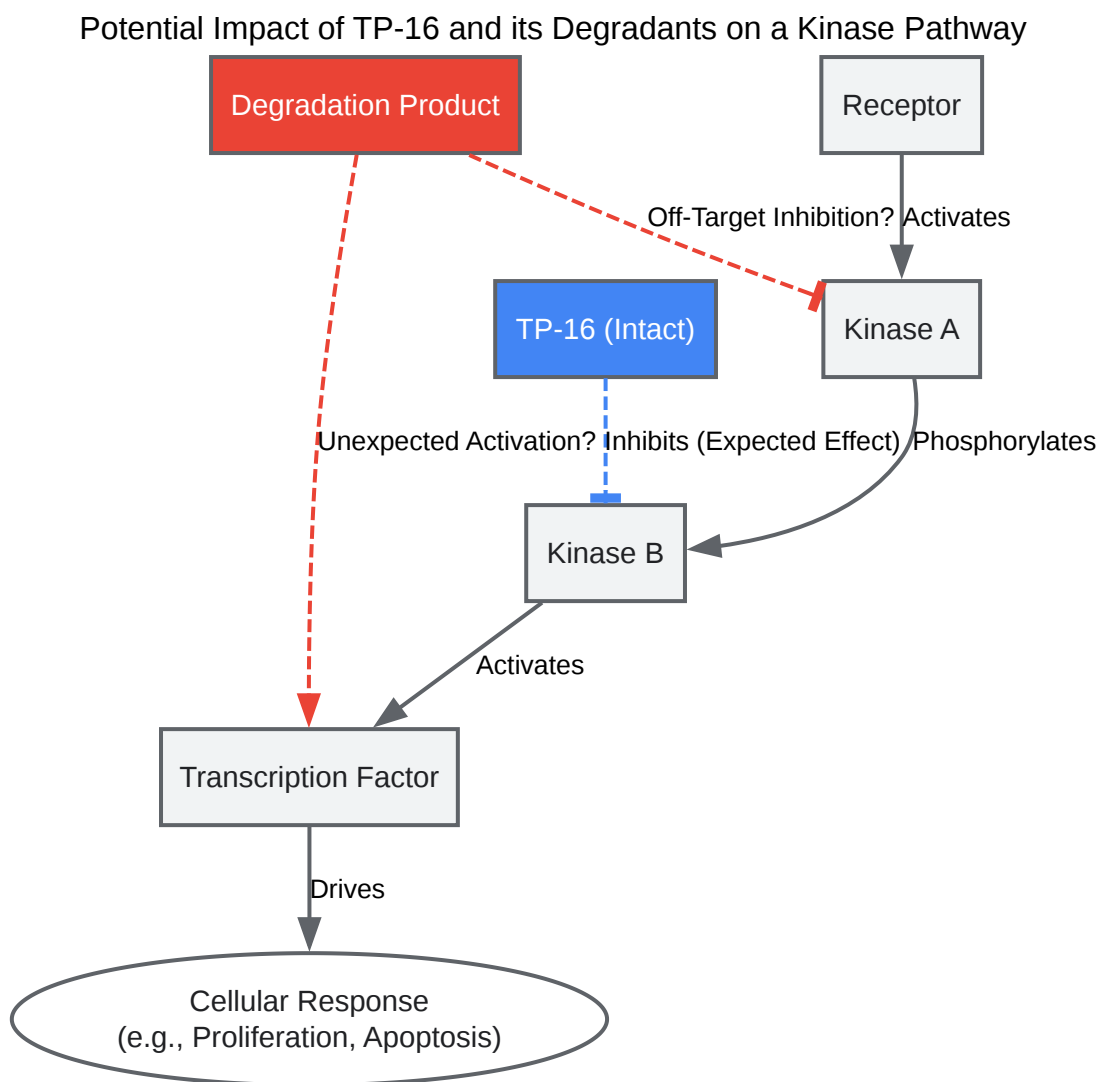 Potential Impact of TP-16 and its Degradants on a Kinase Pathway
Degradation Product
Receptor
Off-Target Inhibition?
Activates
TP-16 (Intact)
Kinase A
Unexpected Activation?
Inhibits (Expected Effect)
Phosphorylates
Kinase B
Activates
Transcription Factor
Drives
Cellular Response
(e.g., Proliferation, Apoptosis)